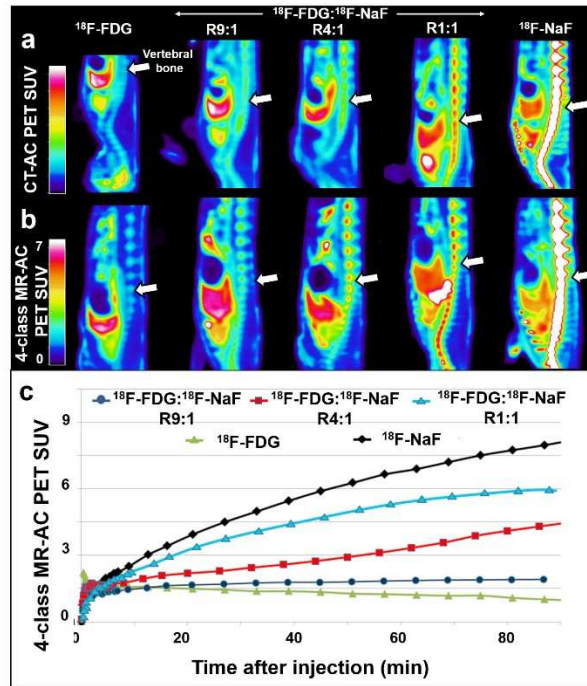 ¹⁸F-FDG:¹⁸F-NaF
¹⁸F-FDG R9:1 R4:1 R1:1 ¹⁸F-NaF
a
Vertebral
bone
CT-AC PET SUV
b
7
0
4-class MR-AC
PET SUV
c
¹⁸F-FDG:¹⁸F-NaF ¹⁸F-FDG:¹⁸F-NaF ¹⁸F-FDG:¹⁸F-NaF
R9:1 R4:1 R1:1
¹⁸F-FDG ¹⁸F-NaF
4-class MR-AC PET SUV
9
6
3
0
0 20 40 60 80
Time after injection (min)